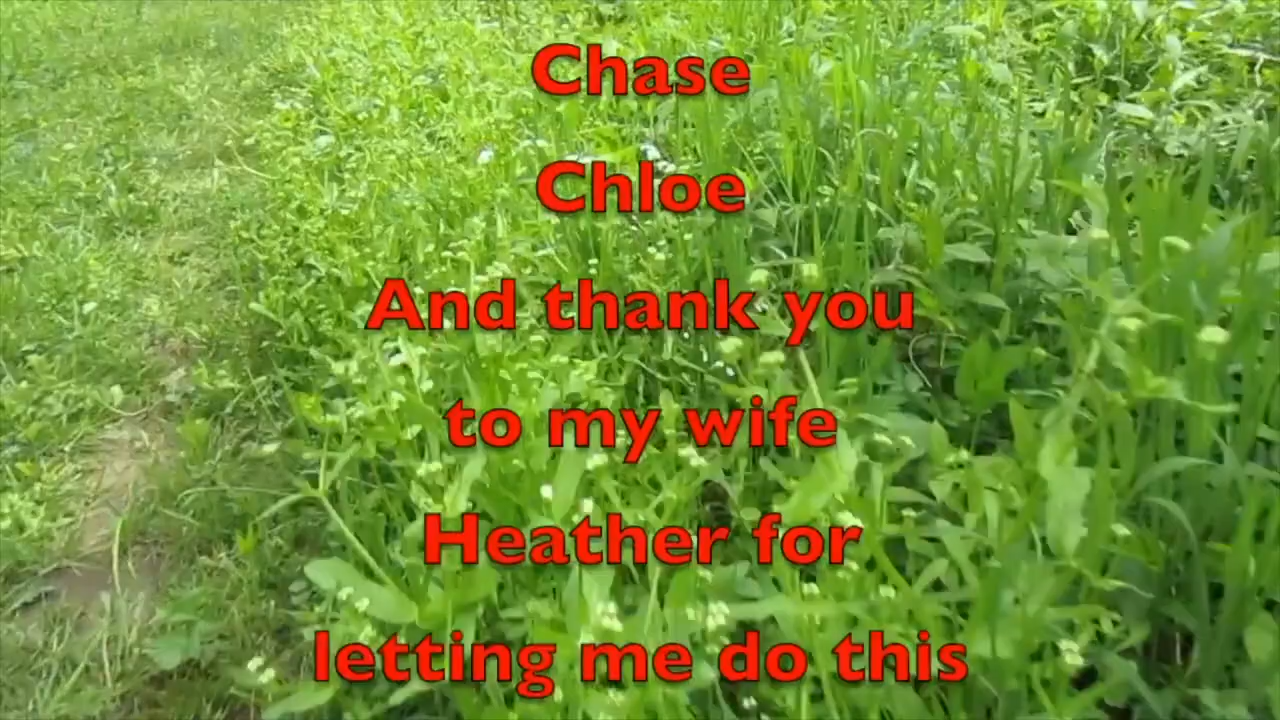 Chase
Chloe
And thank you
to my wife
Heather for
letting me do this